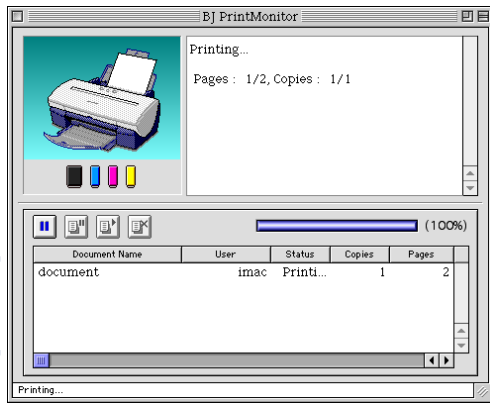 BJ PrintMonitor
Printing...
Pages : 1/2, Copies : 1/1
(100%)
Document Name User Status Copies Pages
document imac Printi... 1 2
Printing...